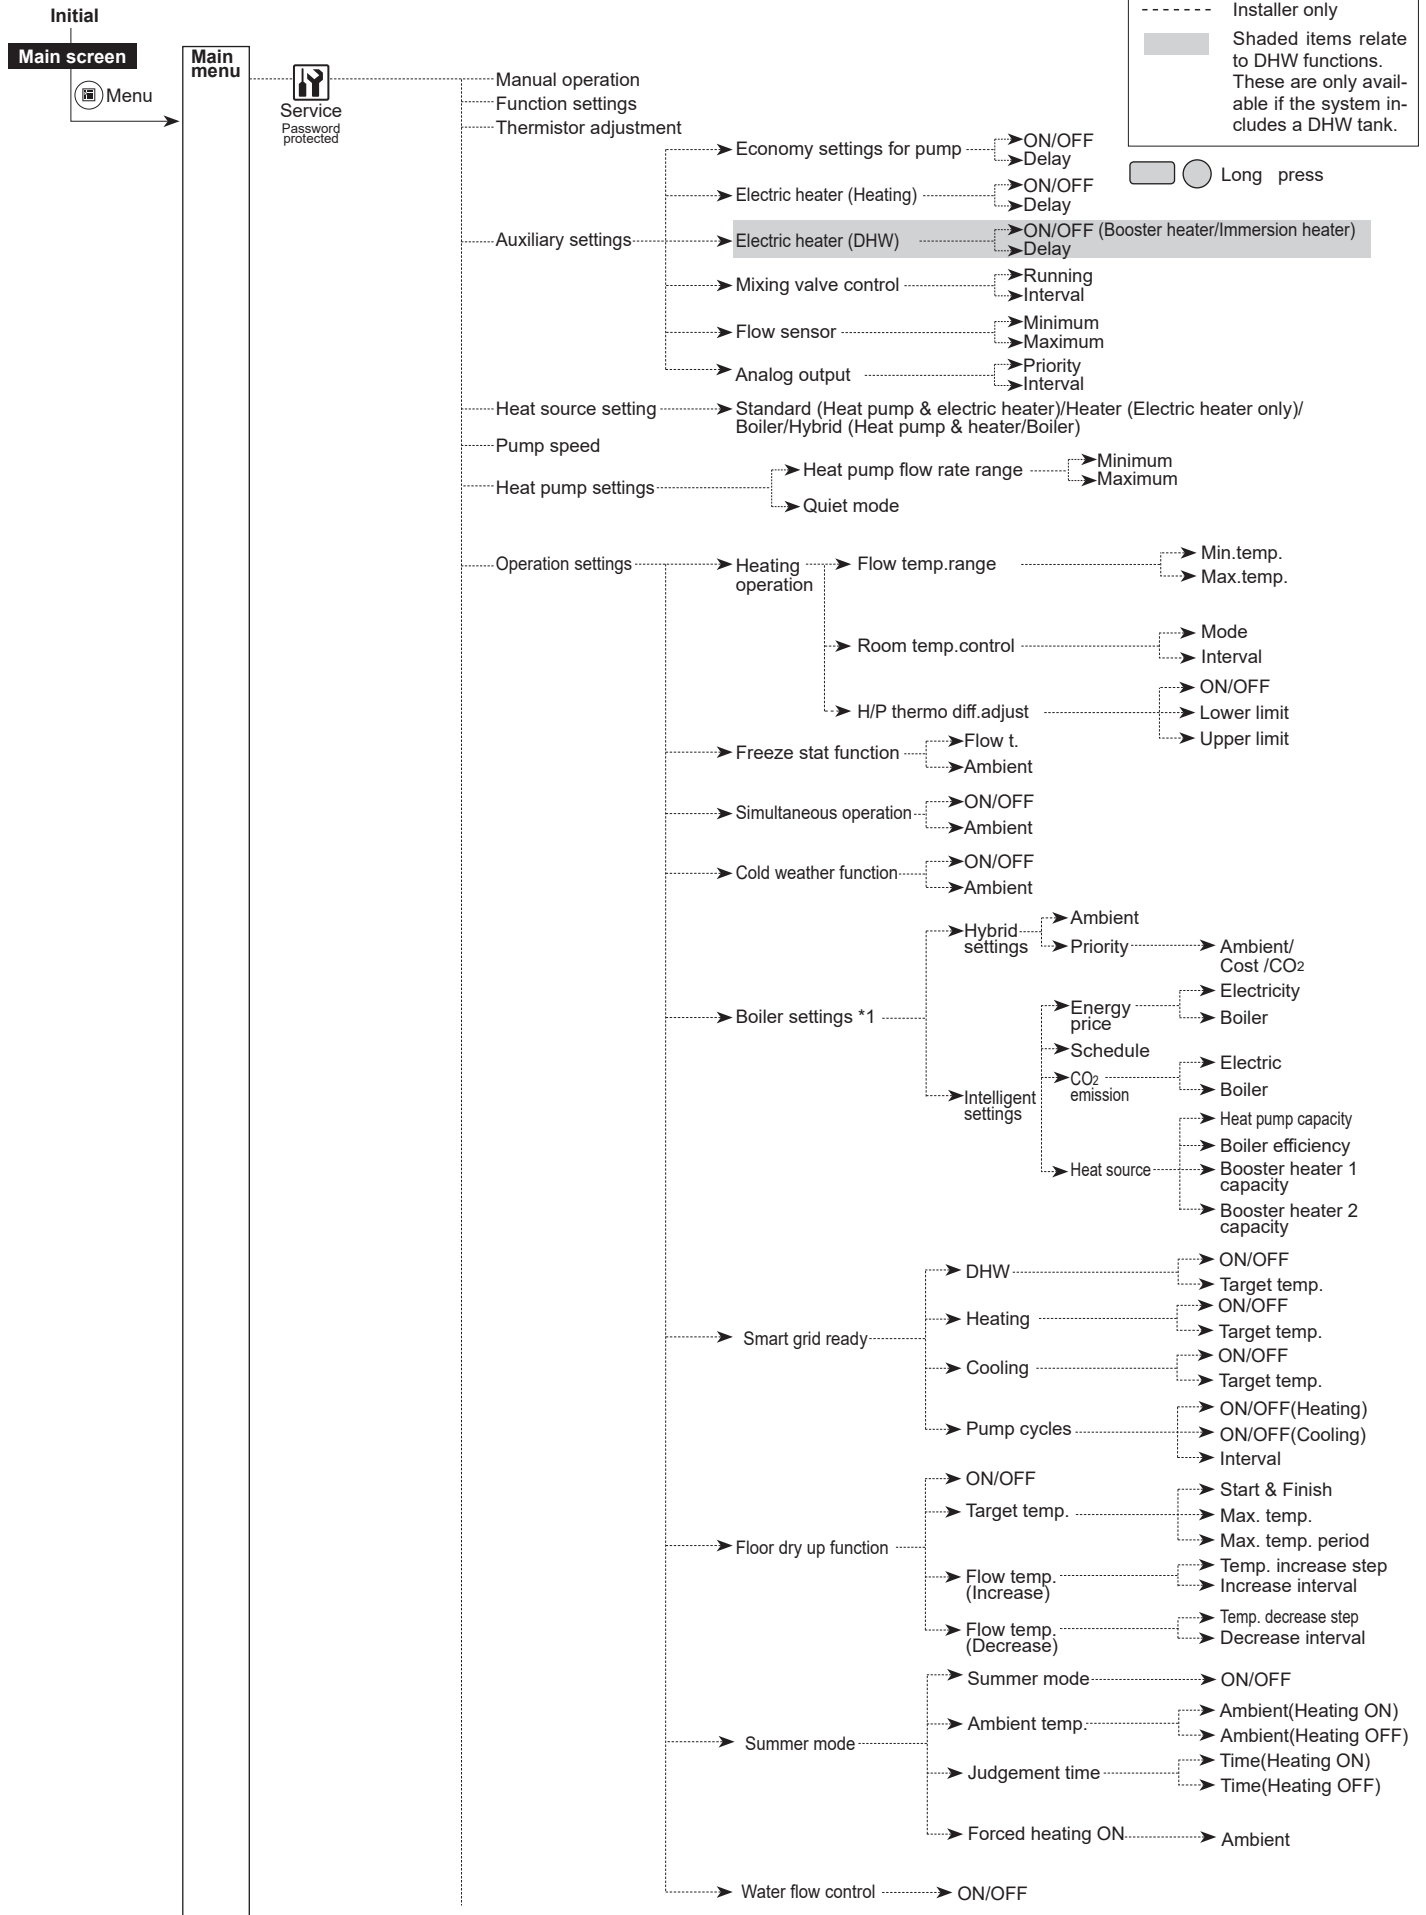 Initial
Main screen
Menu
Main
menu
Service
Password
protected
Installer only
Shaded items relate
to DHW functions.
These are only avail-
able if the system in-
cludes a DHW tank.
Long press
Manual operation
Function settings
Thermistor adjustment
Auxiliary settings
Economy settings for pump
ON/OFF
Delay
Electric heater (Heating)
ON/OFF
Delay
Electric heater (DHW)
ON/OFF (Booster heater/Immersion heater)
Delay
Mixing valve control
Running
Interval
Flow sensor
Minimum
Maximum
Analog output
Priority
Interval
Heat source setting
Standard (Heat pump & electric heater)/Heater (Electric heater only)/
Boiler/Hybrid (Heat pump & heater/Boiler)
Pump speed
Heat pump settings
Heat pump flow rate range
Minimum
Maximum
Quiet mode
Operation settings
Heating
operation
Flow temp.range
Min.temp.
Max.temp.
Room temp.control
Mode
Interval
H/P thermo diff.adjust
ON/OFF
Lower limit
Upper limit
Freeze stat function
Flow t.
Ambient
Simultaneous operation
ON/OFF
Ambient
Cold weather function
ON/OFF
Ambient
Boiler settings *1
Hybrid
settings
Ambient
Priority
Ambient/
Cost /CO2
Intelligent
settings
Energy
price
Electricity
Boiler
Schedule
CO2
emission
Electric
Boiler
Heat source
Heat pump capacity
Boiler efficiency
Booster heater 1
capacity
Booster heater 2
capacity
Smart grid ready
DHW
ON/OFF
Target temp.
Heating
ON/OFF
Target temp.
Cooling
ON/OFF
Target temp.
Pump cycles
ON/OFF(Heating)
ON/OFF(Cooling)
Interval
Floor dry up function
ON/OFF
Target temp.
Start & Finish
Max. temp.
Max. temp. period
Flow temp.
(Increase)
Temp. increase step
Increase interval
Flow temp.
(Decrease)
Temp. decrease step
Decrease interval
Summer mode
Summer mode
ON/OFF
Ambient temp.
Ambient(Heating ON)
Ambient(Heating OFF)
Judgement time
Time(Heating ON)
Time(Heating OFF)
Forced heating ON
Ambient
Water flow control
ON/OFF